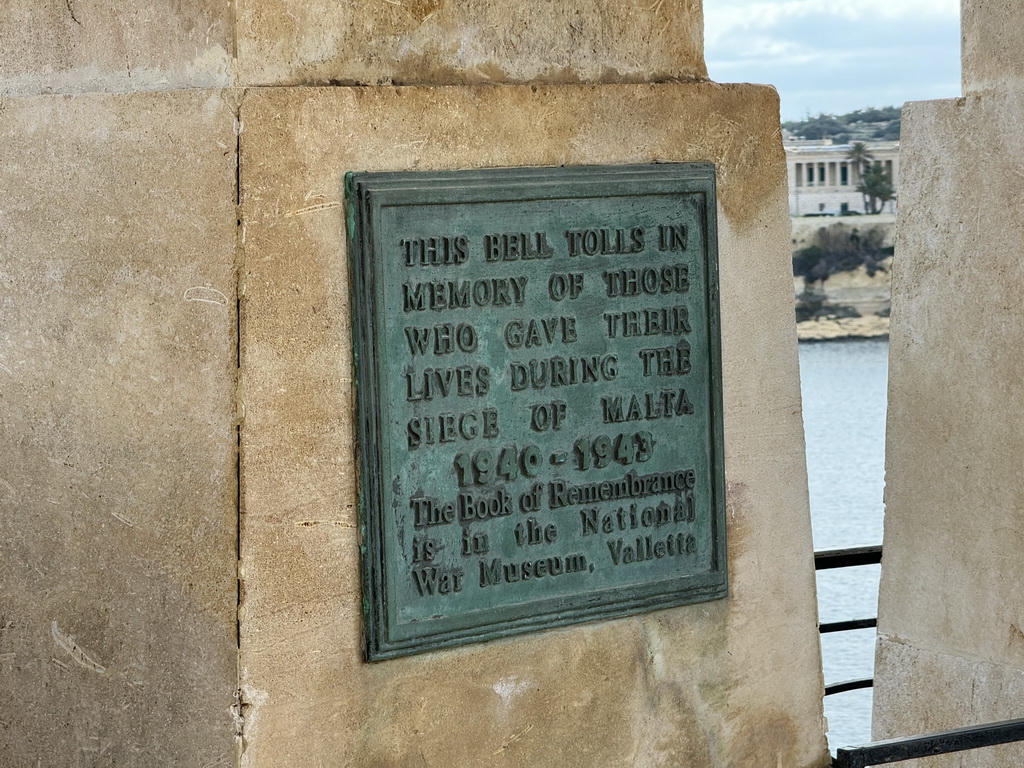 THIS BELL TOLLS IN
MEMORY OF THOSE
WHO GAVE THEIR
LIVES DURING THE
SIEGE OF MALTA
1940-1943
The Book of Remembrance
is in the National
War Museum, Valletta